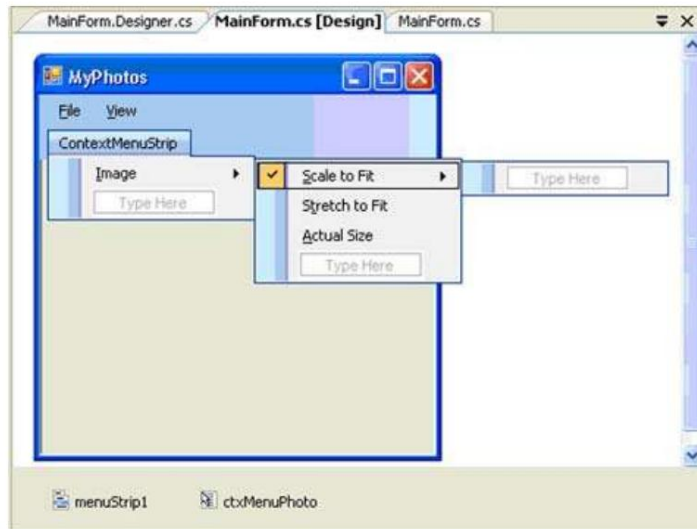 MainForm.Designer.cs MainForm.cs [Design] MainForm.cs
MyPhotos
File View
ContextMenuStrip
Image
Type Here
Scale to Fit
Stretch to Fit
Actual Size
Type Here
Type Here
menuStrip1 ctxMenuPhoto